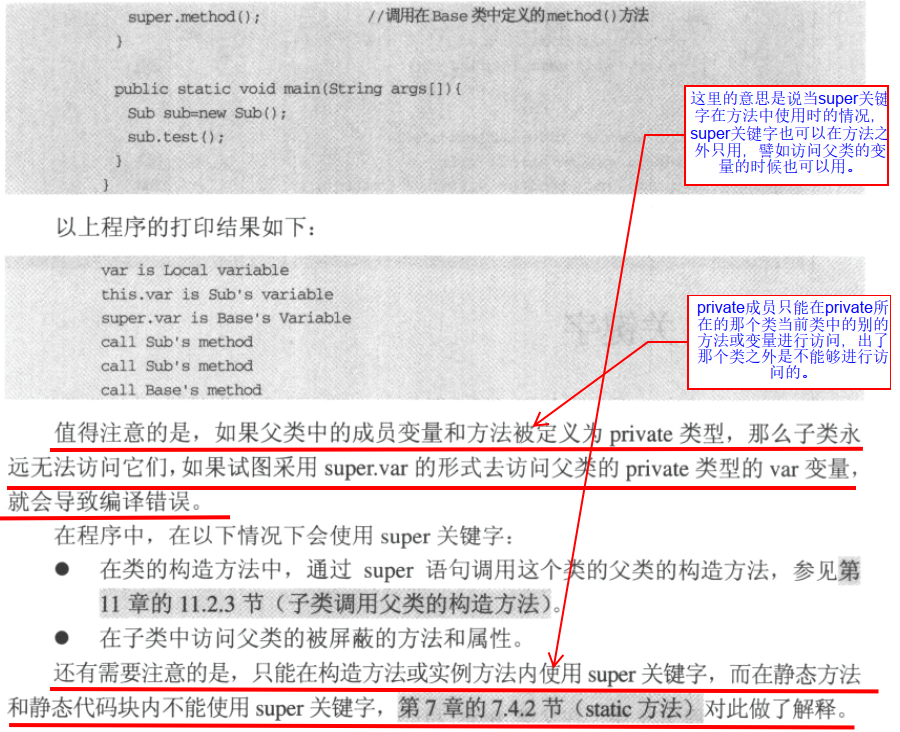 super.method();    //调用在Base 类中定义的method()方法
}
public static void main(String args[]){
Sub sub=new Sub();
sub.test();
}
}
这里的意思是说当super关键
字在方法中使用时的情况，
super关键字也可以在方法之
外只用，譬如访问父类的变
量的时候也可以用。
以上程序的打印结果如下：
var is Local variable
this.var is Sub's variable
super.var is Base's Variable
call Sub's method
call Sub's method
call Base's method
private成员只能在private所
在的那个类当前类中的别的
方法或变量进行访问，出了
那个类之外是不能够进行访
问的。
值得注意的是，如果父类中的成员变量和方法被定义为 private 类型，那么子类永
远无法访问它们，如果试图采用 super.var 的形式去访问父类的 private 类型的 var 变量，
就会导致编译错误。
在程序中，在以下情况下会使用 super 关键字：
● 在类的构造方法中，通过 super 语句调用这个类的父类的构造方法，参见第
11 章的 11.2.3 节（子类调用父类的构造方法）。
● 在子类中访问父类的被屏蔽的方法和属性。
还有需要注意的是，只能在构造方法或实例方法内使用 super 关键字，而在静态方法
和静态代码块内不能使用 super 关键字，第 7 章的 7.4.2 节（static 方法）对此做了解释。